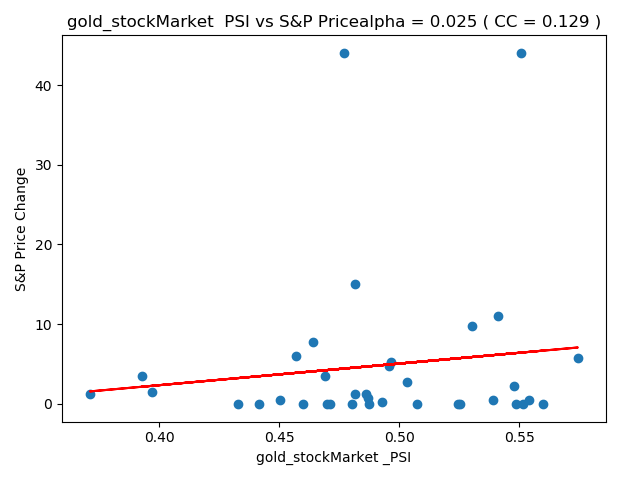 gold_stockMarket  PSI vs S&P Pricealpha = 0.025 ( CC = 0.129 )
40
30
20
10
0
S&P Price Change
0.40 0.45 0.50 0.55
gold_stockMarket _PSI